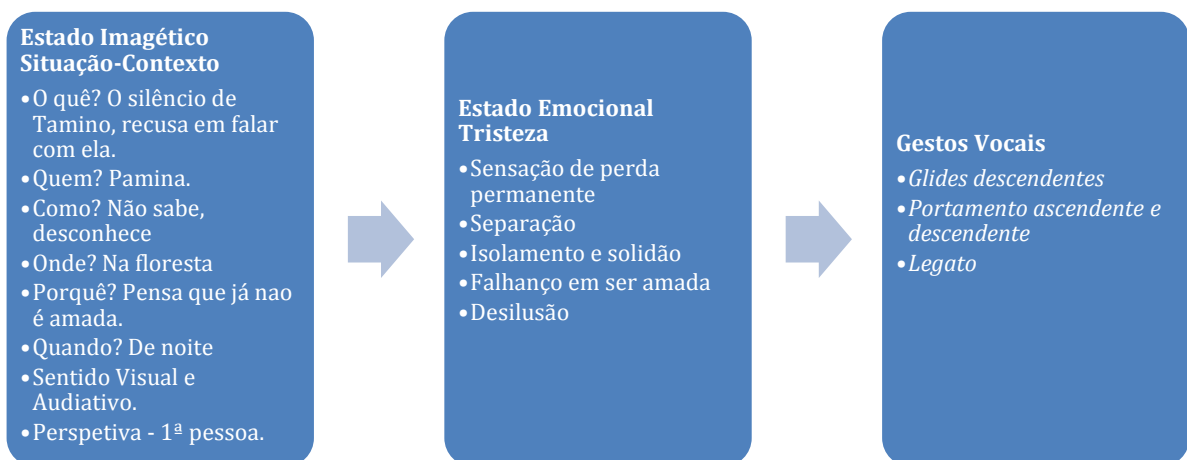 Estado Imagético
Situação-Contexto
•O quê? O silêncio de
Tamino, recusa em falar
com ela.
•Quem? Pamina.
•Como? Não sabe,
desconhece
•Onde? Na floresta
•Porquê? Pensa que já nao
é amada.
•Quando? De noite
•Sentido Visual e
Audiativo.
•Perspetiva - 1ª pessoa.
Estado Emocional
Tristeza
•Sensação de perda
permanente
•Separação
•Isolamento e solidão
•Falhanço em ser amada
•Desilusão
Gestos Vocais
•Glides descendentes
•Portamento ascendente e
descendente
•Legato